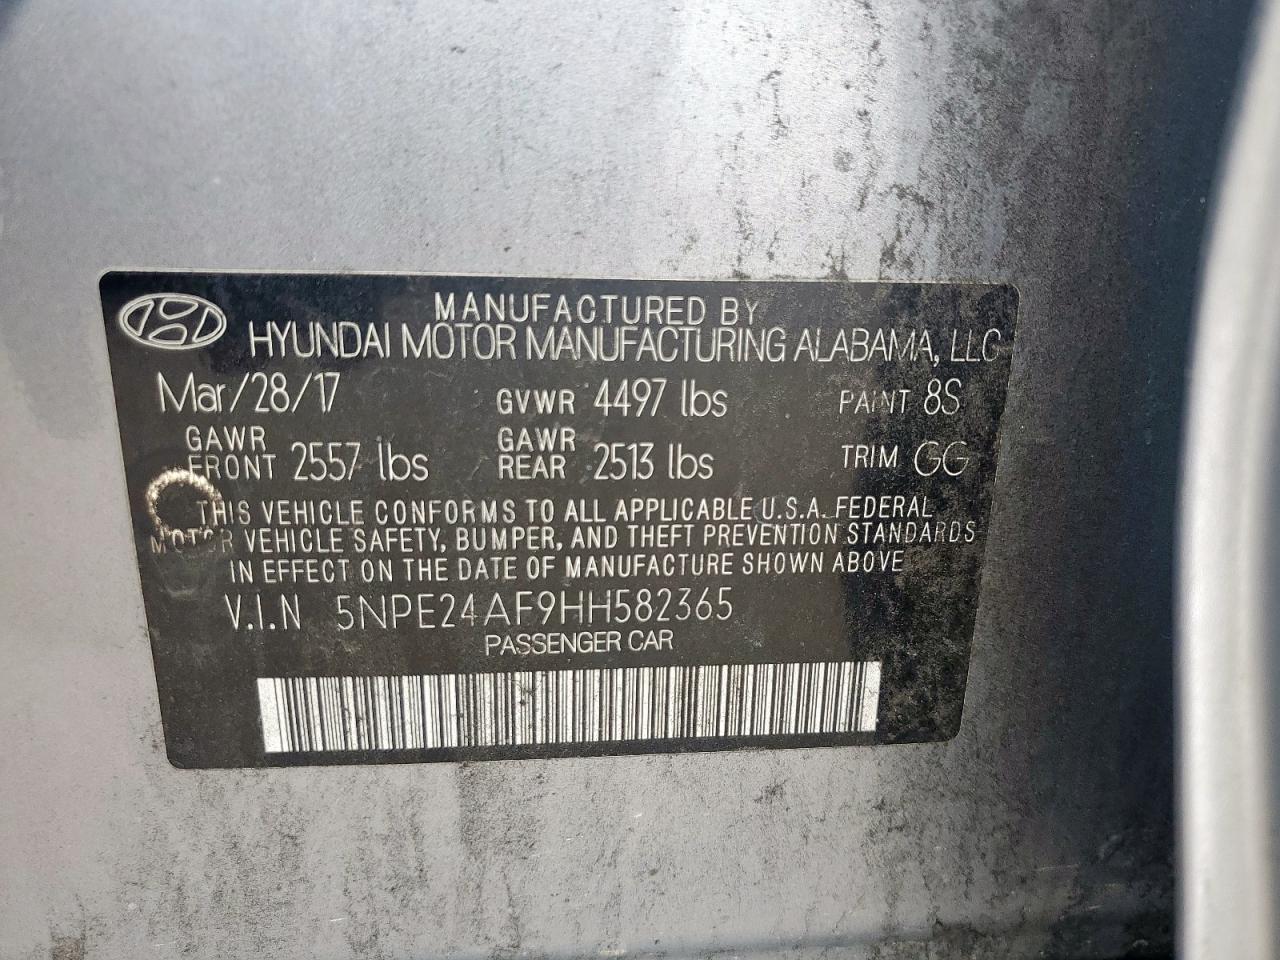 MANUFACTURED BY
HYUNDAI MOTOR MANUFACTURING ALABAMA, LLC
Mar/28/17 GVWR 4497 lbs PAINT 8S
GAWR FRONT 2557 lbs GAWR REAR 2513 lbs TRIM GG
THIS VEHICLE CONFORMS TO ALL APPLICABLE U.S.A. FEDERAL
MOTOR VEHICLE SAFETY, BUMPER, AND THEFT PREVENTION STANDARDS
IN EFFECT ON THE DATE OF MANUFACTURE SHOWN ABOVE
V.I.N 5NPE24AF9HH582365
PASSENGER CAR